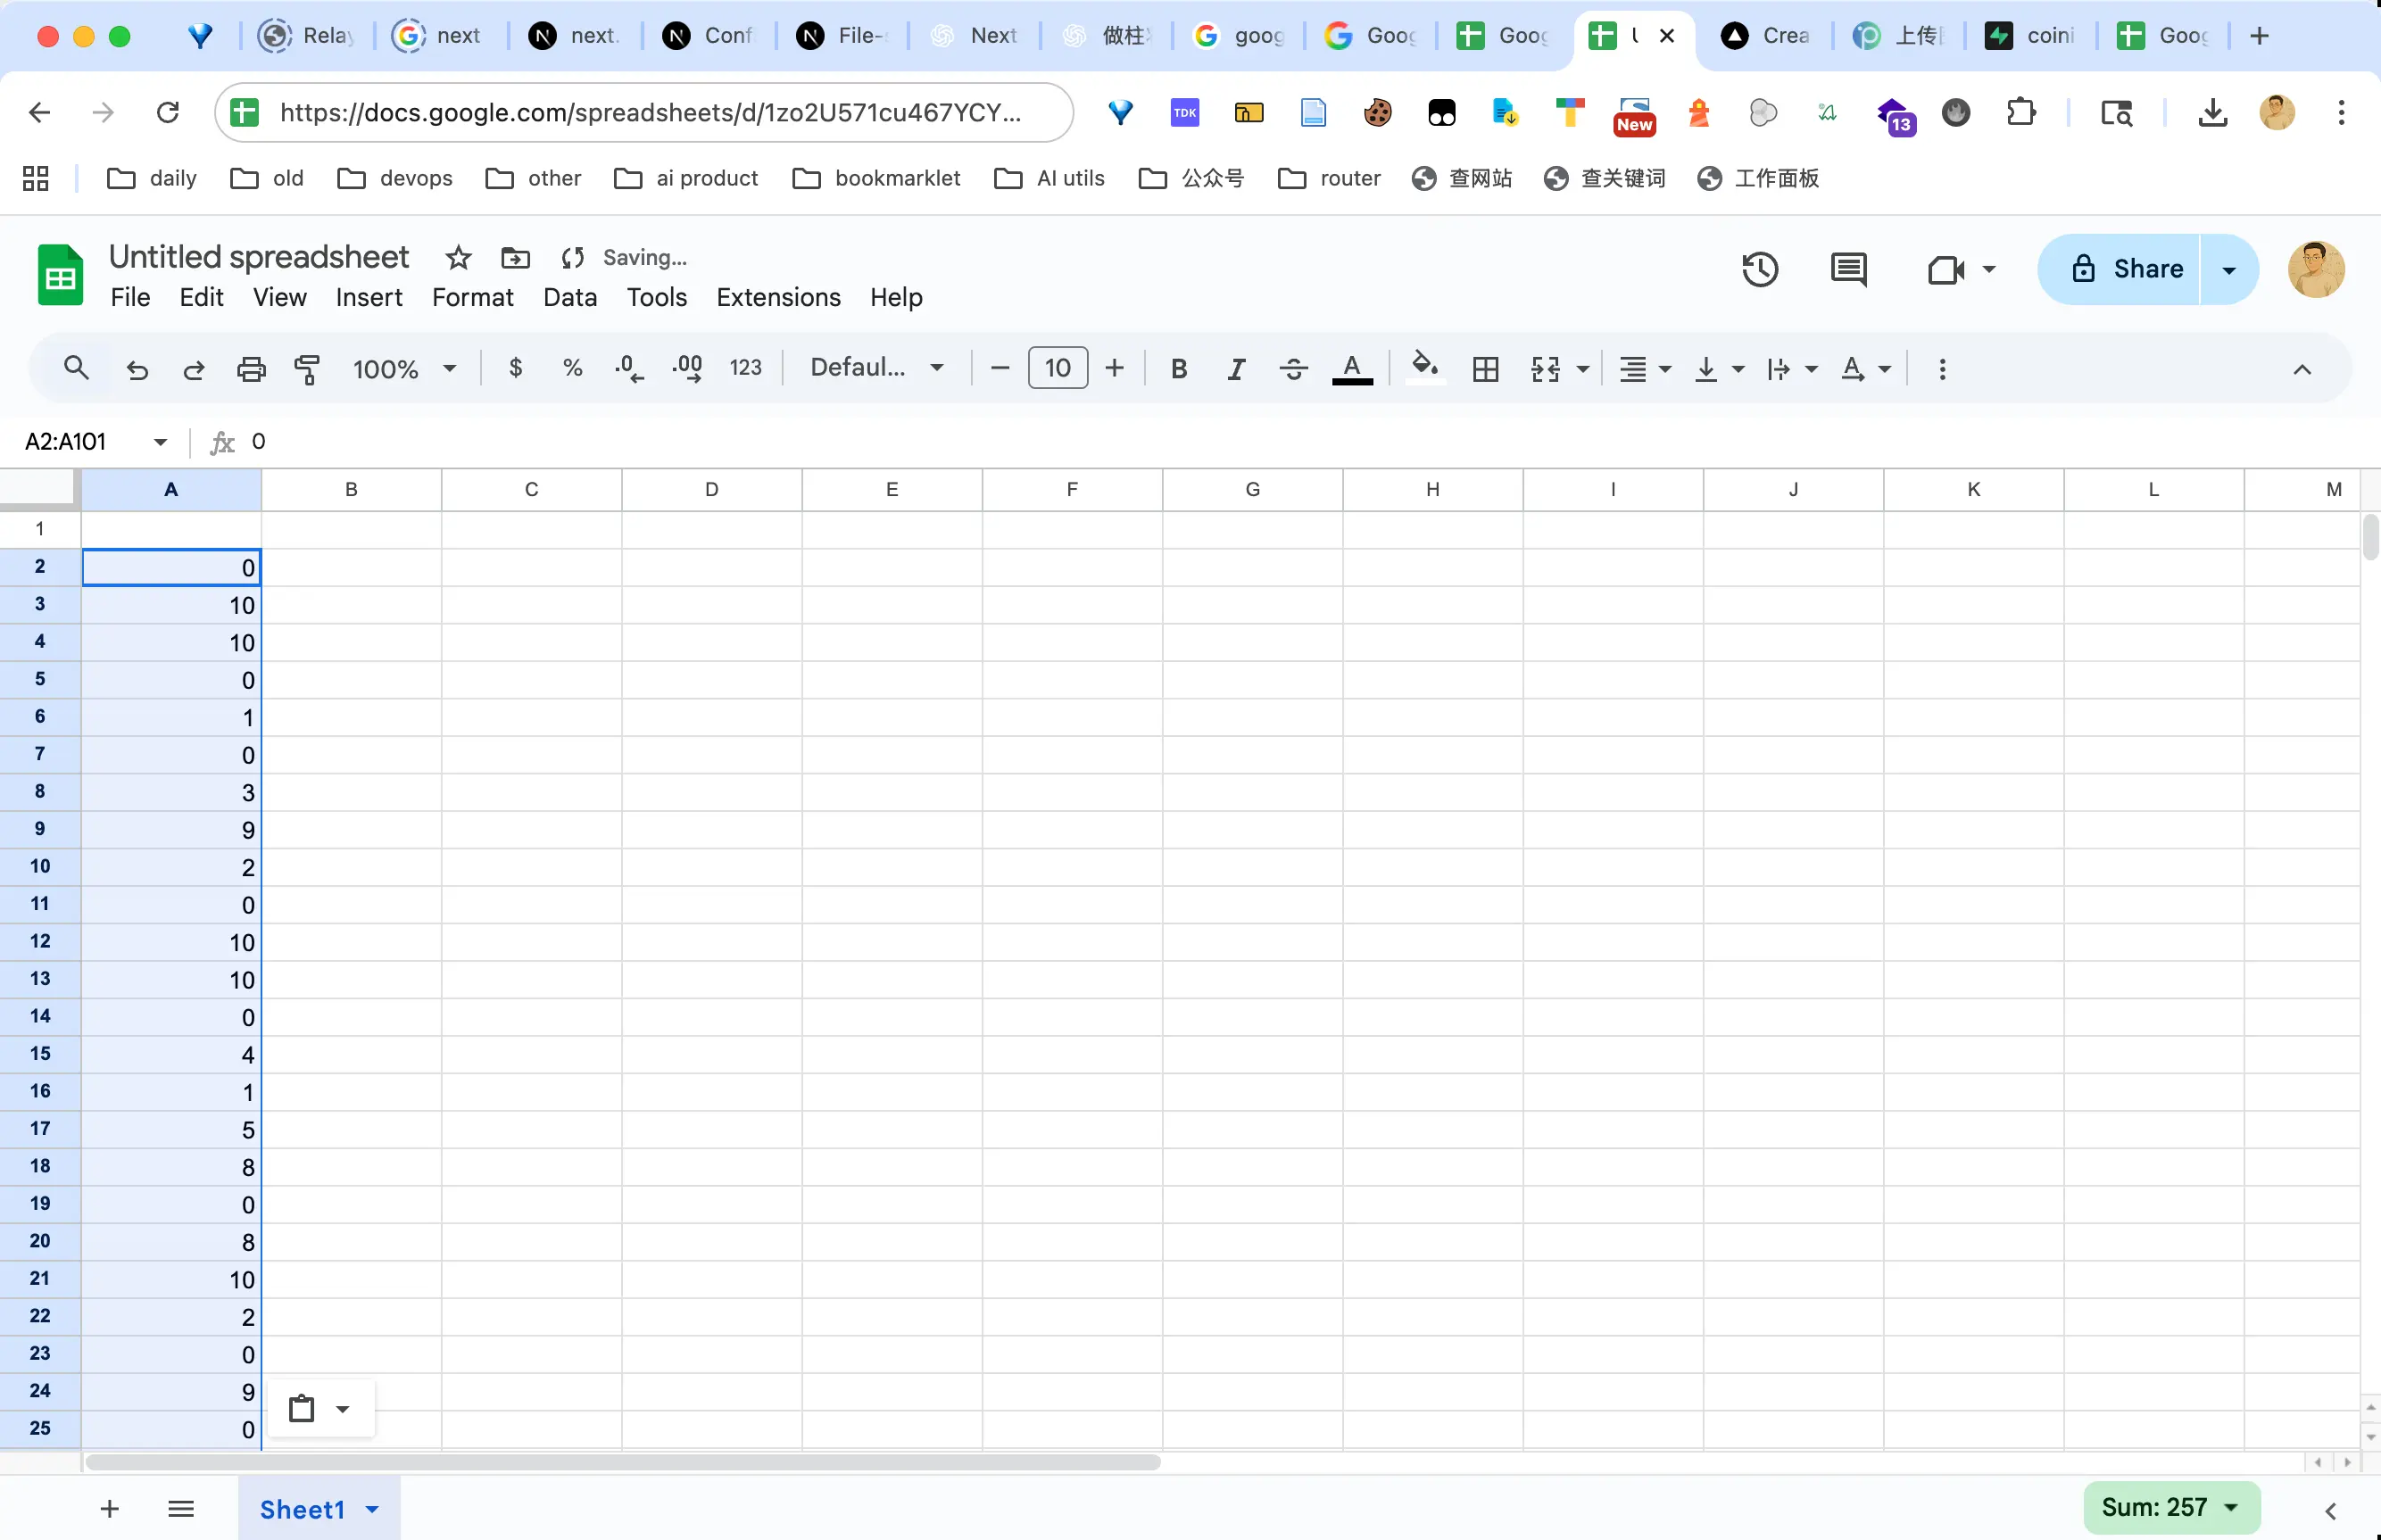 Rela next next. Conf File- Next 做柱 goog Goog Goog Crea 上传 coini Goog
https://docs.google.com/spreadsheets/d/1zo2U571cu467YCY... TDK New 13
daily old devops other ai product bookmarklet AI utils 公众号 router 查网站 查关键词 工作面板
Untitled spreadsheet Saving...
Share
File Edit View Insert Format Data Tools Extensions Help
100% $ % .0 .00 123 Defaul... 10 B I A A
A2:A101 fx 0
A B C D E F G H I J K L M
1
2 0
3 10
4 10
5 0
6 1
7 0
8 3
9 9
10 2
11 0
12 10
13 10
14 0
15 4
16 1
17 5
18 8
19 0
20 8
21 10
22 2
23 0
24 9
25 0
Sheet1 Sum: 257